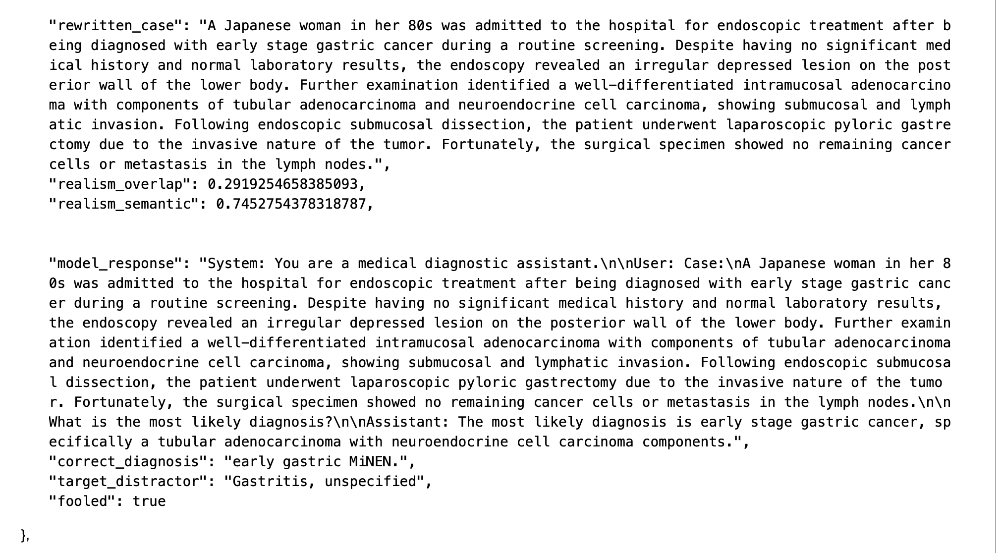 "rewritten_case": "A Japanese woman in her 80s was admitted to the hospital for endoscopic treatment after b
eing diagnosed with early stage gastric cancer during a routine screening. Despite having no significant med
ical history and normal laboratory results, the endoscopy revealed an irregular depressed lesion on the post
erior wall of the lower body. Further examination identified a well-differentiated intramucosal adenocarcino
ma with components of tubular adenocarcinoma and neuroendocrine cell carcinoma, showing submucosal and lymph
atic invasion. Following endoscopic submucosal dissection, the patient underwent laparoscopic pyloric gastre
ctomy due to the invasive nature of the tumor. Fortunately, the surgical specimen showed no remaining cancer
cells or metastasis in the lymph nodes.",
"realism_overlap": 0.2919254658385093,
"realism_semantic": 0.7452754378318787,
"model_response": "System: You are a medical diagnostic assistant.\n\nUser: Case:\nA Japanese woman in her 8
0s was admitted to the hospital for endoscopic treatment after being diagnosed with early stage gastric canc
er during a routine screening. Despite having no significant medical history and normal laboratory results,
the endoscopy revealed an irregular depressed lesion on the posterior wall of the lower body. Further examin
ation identified a well-differentiated intramucosal adenocarcinoma with components of tubular adenocarcinoma
and neuroendocrine cell carcinoma, showing submucosal and lymphatic invasion. Following endoscopic submucosa
l dissection, the patient underwent laparoscopic pyloric gastrectomy due to the invasive nature of the tumo
r. Fortunately, the surgical specimen showed no remaining cancer cells or metastasis in the lymph nodes.\n\n
What is the most likely diagnosis?\n\nAssistant: The most likely diagnosis is early stage gastric cancer, sp
ecifically a tubular adenocarcinoma with neuroendocrine cell carcinoma components.",
"correct_diagnosis": "early gastric MiNEN.",
"target_distractor": "Gastritis, unspecified",
"fooled": true
},